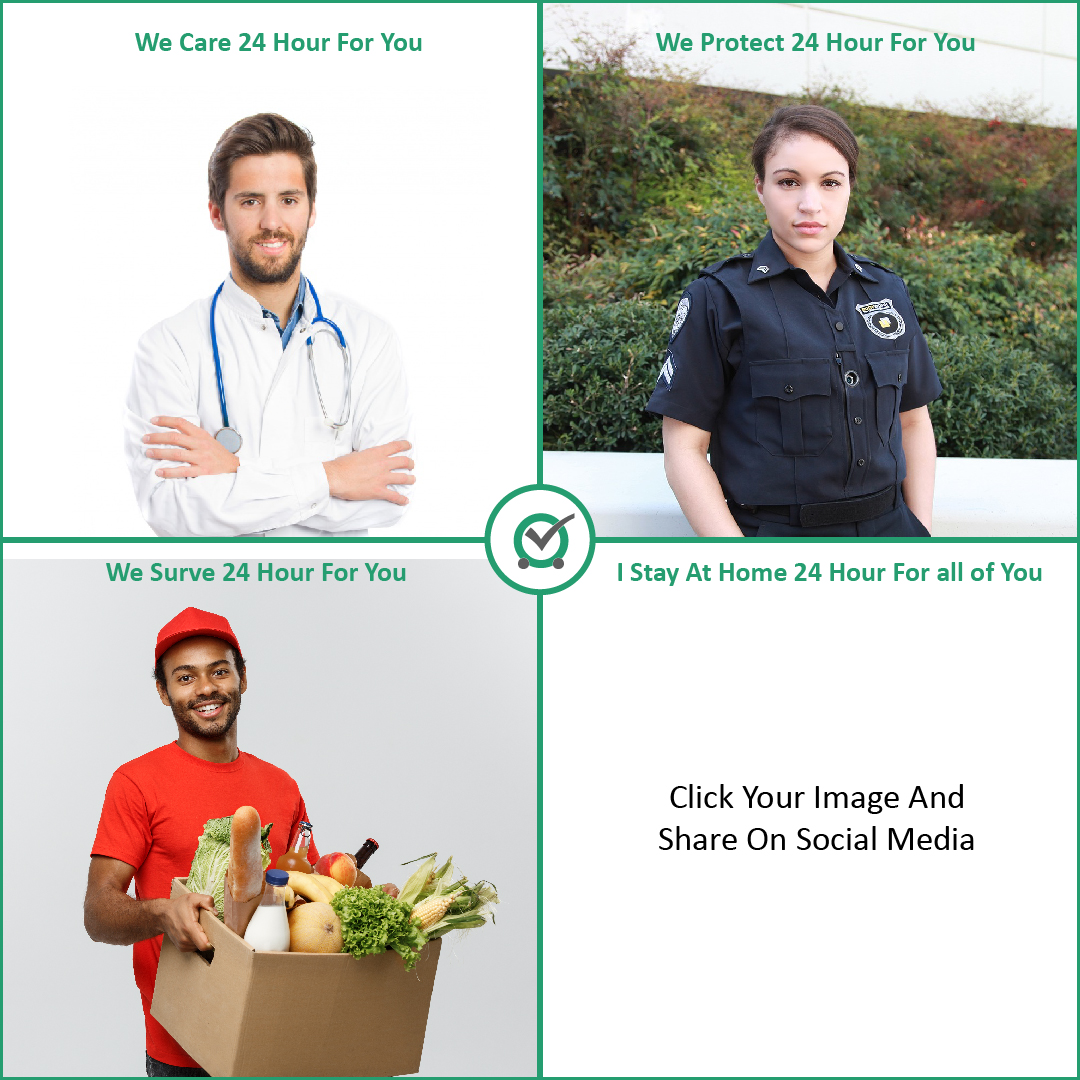 We Care 24 Hour For You
We Protect 24 Hour For You
We Surve 24 Hour For You
I Stay At Home 24 Hour For all of You
Click Your Image And
Share On Social Media